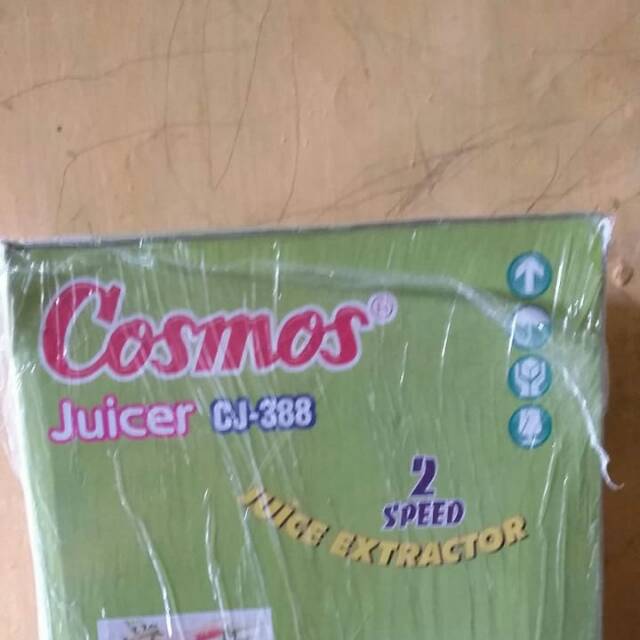 Cosmos®
Juicer CJ-388
2
SPEED
JUICE EXTRACTOR